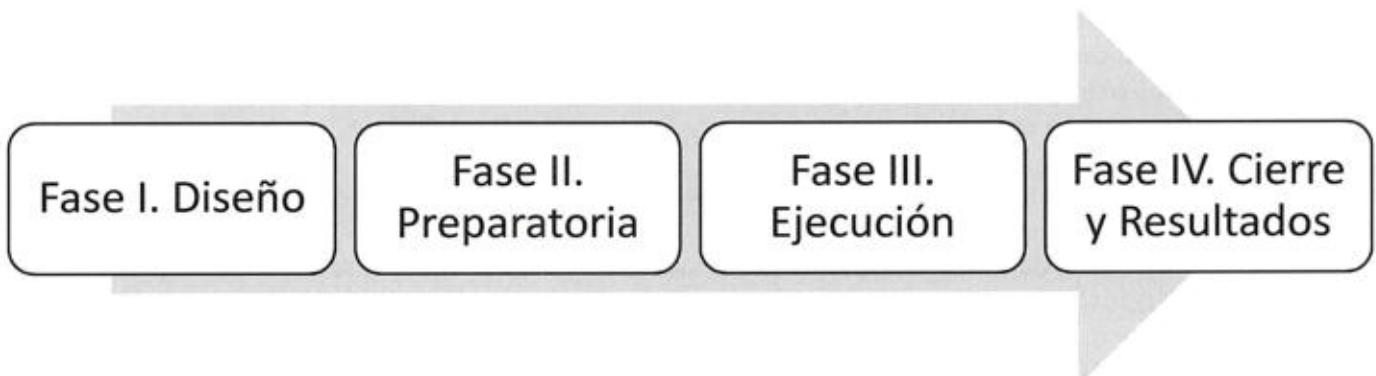 Fase I. Diseño
Fase II.
Preparatoria
Fase III.
Ejecución
Fase IV. Cierre
y Resultados